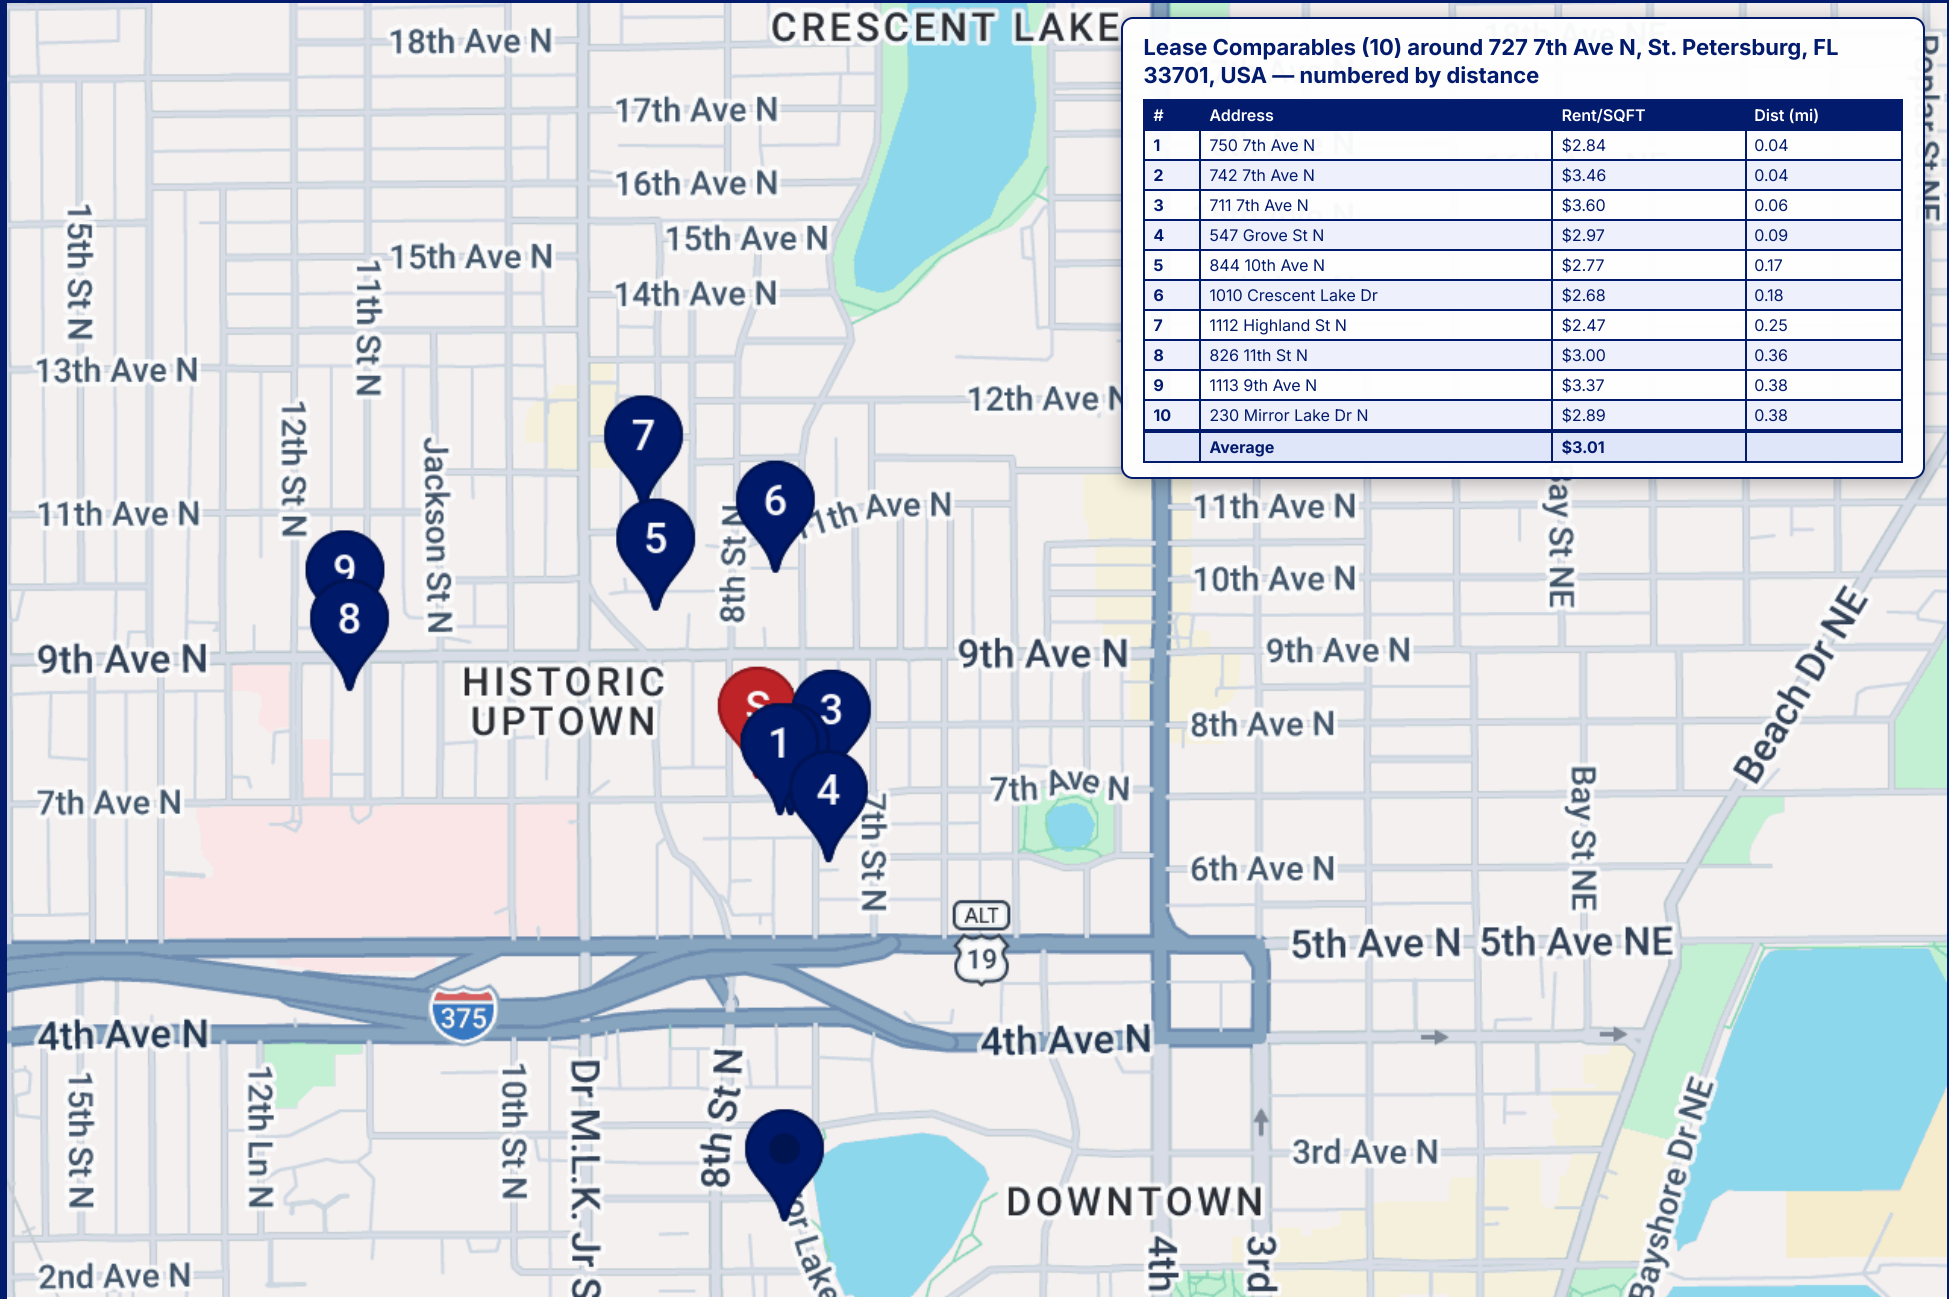 CRESCENT LAKE
18th Ave N
17th Ave N
16th Ave N
15th Ave N
15th Ave N
14th Ave N
15th St N
11th St N
13th Ave N
12th Ave N
12th St N
Jackson St N
11th Ave N
8th St N
7
6
5
9
8
Lease Comparables (10) around 727 7th Ave N, St. Petersburg, FL
33701, USA — numbered by distance
# Address Rent/SQFT Dist (mi)
1 750 7th Ave N $2.84 0.04
2 742 7th Ave N $3.46 0.04
3 711 7th Ave N $3.60 0.06
4 547 Grove St N $2.97 0.09
5 844 10th Ave N $2.77 0.17
6 1010 Crescent Lake Dr $2.68 0.18
7 1112 Highland St N $2.47 0.25
8 826 11th St N $3.00 0.36
9 1113 9th Ave N $3.37 0.38
10 230 Mirror Lake Dr N $2.89 0.38
Average $3.01
11th Ave N
11th Ave N
Bay St NE
10th Ave N
9th Ave N
9th Ave N
9th Ave N
HISTORIC
UPTOWN
S
3
1
4
8th Ave N
Beach Dr NE
7th Ave N
7th Ave N
7th St N
Bay St NE
6th Ave N
ALT
19
5th Ave N
5th Ave NE
375
4th Ave N
4th Ave N
15th St N
12th Ln N
10th St N
Dr M.L.K. Jr S
8th St N
3rd Ave N
Bayshore Dr NE
DOWNTOWN
Lake
4th
3rd
2nd Ave N